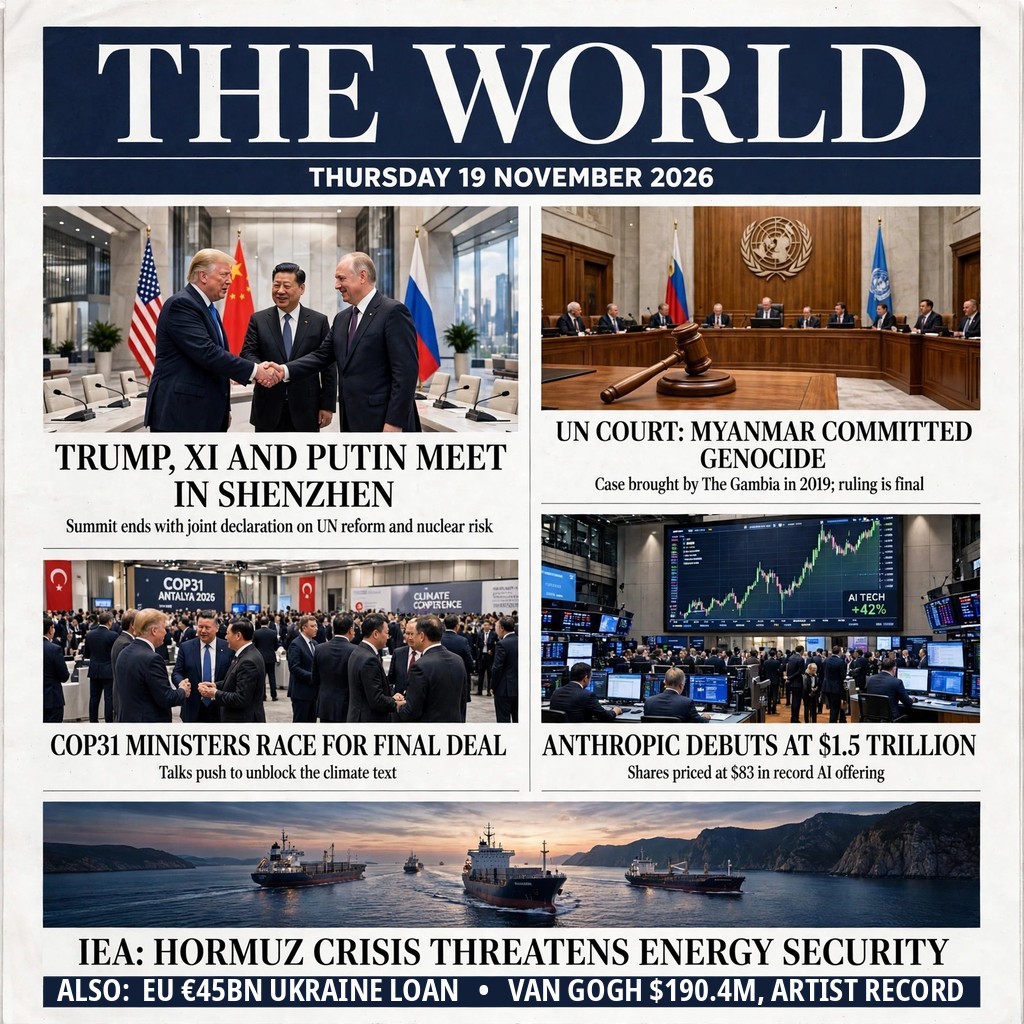 THE WORLD
THURSDAY 19 NOVEMBER 2026
TRUMP, XI AND PUTIN MEET
IN SHENZHEN
Summit ends with joint declaration on UN reform and nuclear risk
UN COURT: MYANMAR COMMITTED
GENOCIDE
Case brought by The Gambia in 2019; ruling is final
COP31
ANTALYA 2026
CLIMATE
AI TECH
+42%
COP31 MINISTERS RACE FOR FINAL DEAL
Talks push to unblock the climate text
ANTHROPIC DEBUTS AT $1.5 TRILLION
Shares priced at $83 in record AI offering
IEA: HORMUZ CRISIS THREATENS ENERGY SECURITY
ALSO: EU €45BN UKRAINE LOAN • VAN GOGH $190.4M, ARTIST RECORD